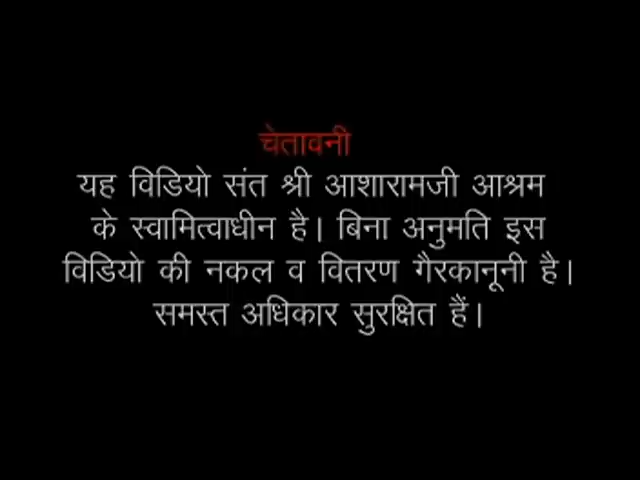 चेतावनी
यह विडियो संत श्री आशारामजी आश्रम
के स्वामित्वाधीन है। बिना अनुमति इस
विडियो की नकल व वितरण गैरकानूनी है।
समस्त अधिकार सुरक्षित हैं।